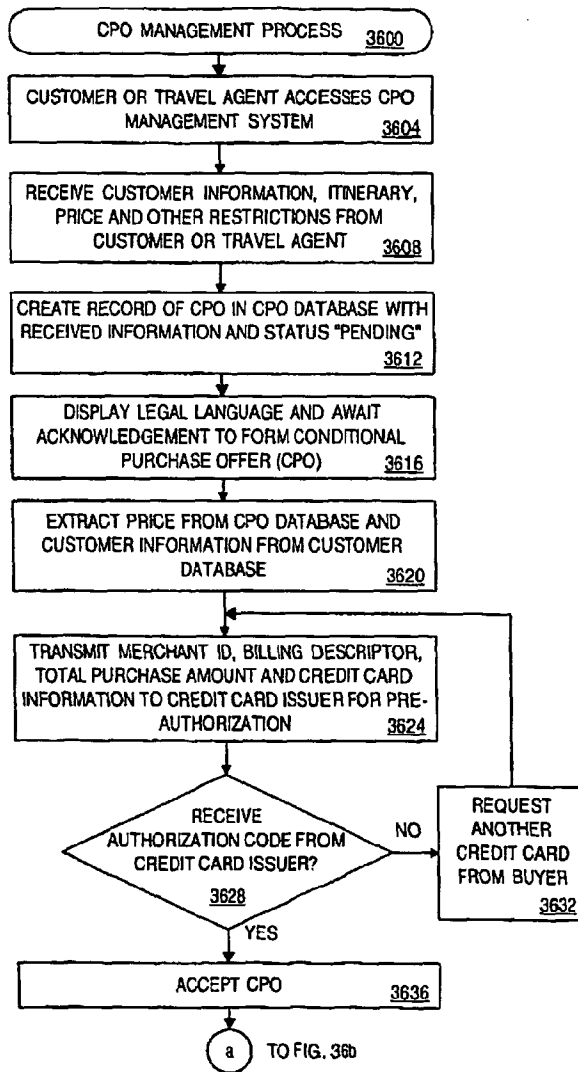 CPO MANAGEMENT PROCESS
3600
CUSTOMER OR TRAVEL AGENT ACCESSES CPO
MANAGEMENT SYSTEM
3604
RECEIVE CUSTOMER INFORMATION, ITINERARY,
PRICE AND OTHER RESTRICTIONS FROM
CUSTOMER OR TRAVEL AGENT
3608
CREATE RECORD OF CPO IN CPO DATABASE WITH
RECEIVED INFORMATION AND STATUS "PENDING"
3612
DISPLAY LEGAL LANGUAGE AND AWAIT
ACKNOWLEDGEMENT TO FORM CONDITIONAL
PURCHASE OFFER (CPO)
3616
EXTRACT PRICE FROM CPO DATABASE AND
CUSTOMER INFORMATION FROM CUSTOMER
DATABASE
3620
TRANSMIT MERCHANT ID, BILLING DESCRIPTOR,
TOTAL PURCHASE AMOUNT AND CREDIT CARD
INFORMATION TO CREDIT CARD ISSUER FOR PRE-
AUTHORIZATION
3624
RECEIVE
AUTHORIZATION CODE FROM
CREDIT CARD ISSUER?
3628
NO
REQUEST
ANOTHER
CREDIT CARD
FROM BUYER
3632
YES
ACCEPT CPO
3636
a TO FIG. 36b